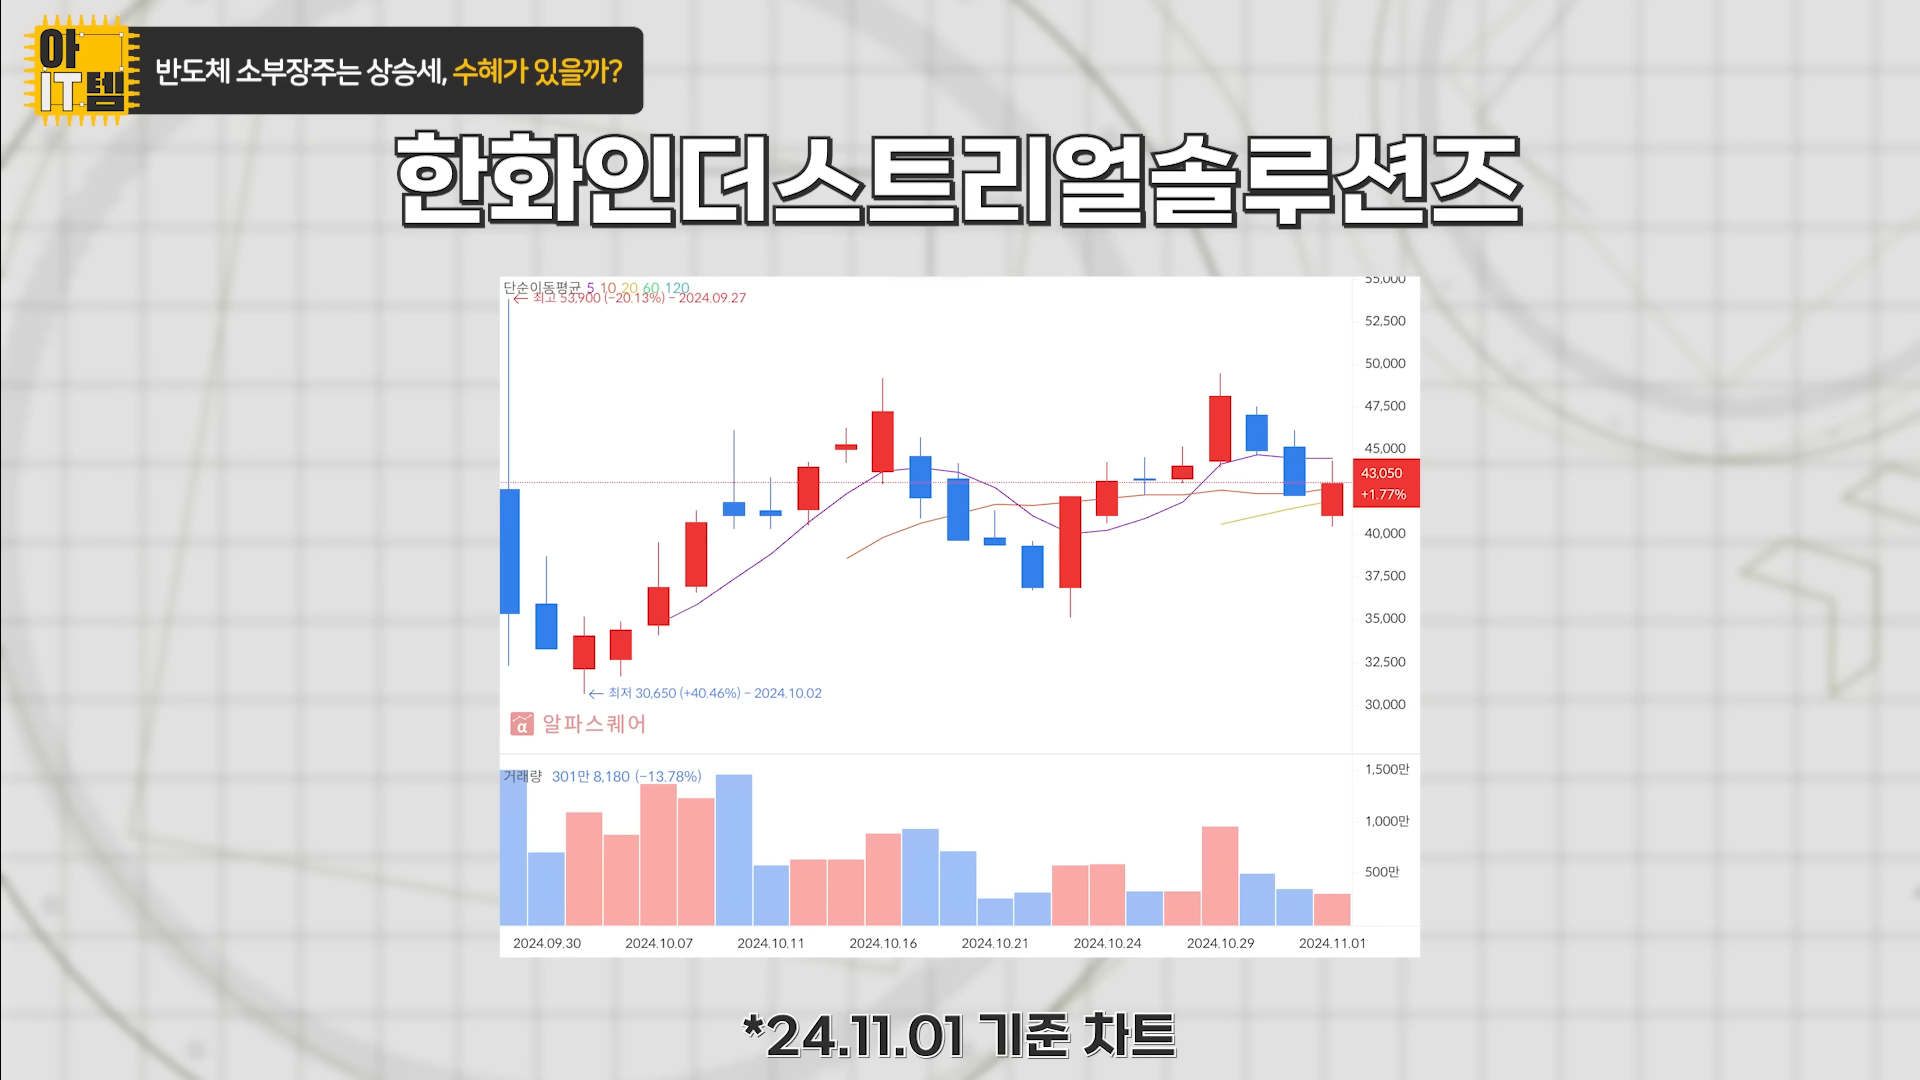 아
IT템
반도체 소부장주는 상승세, 수혜가 있을까?
한화인더스트리얼솔루션즈
단순이동평균 5 10 20 60 120
← 최고 53,900 (-20.13%) - 2024.09.27
55,000
52,500
50,000
47,500
45,000
43,050
+1.77%
40,000
37,500
35,000
32,500
30,000
← 최저 30,650 (+40.46%) - 2024.10.02
α 알파스퀘어
거래량 301만 8,180 (-13.78%)
1,500만
1,000만
500만
2024.09.30 2024.10.07 2024.10.11 2024.10.16 2024.10.21 2024.10.24 2024.10.29 2024.11.01
*24.11.01 기준 차트